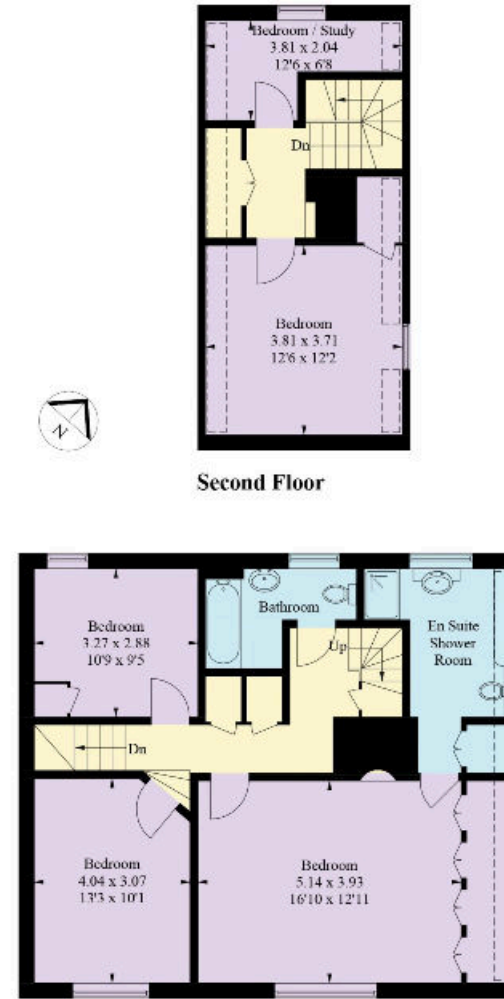 Bedroom / Study
3.81 x 2.04
12'6 x 6'8
Dn
Bedroom
3.81 x 3.71
12'6 x 12'2
N
Second Floor
Bedroom
3.27 x 2.88
10'9 x 9'5
Bathroom
En Suite
Shower
Room
Up
Dn
Bedroom
4.04 x 3.07
13'3 x 10'1
Bedroom
5.14 x 3.93
16'10 x 12'11